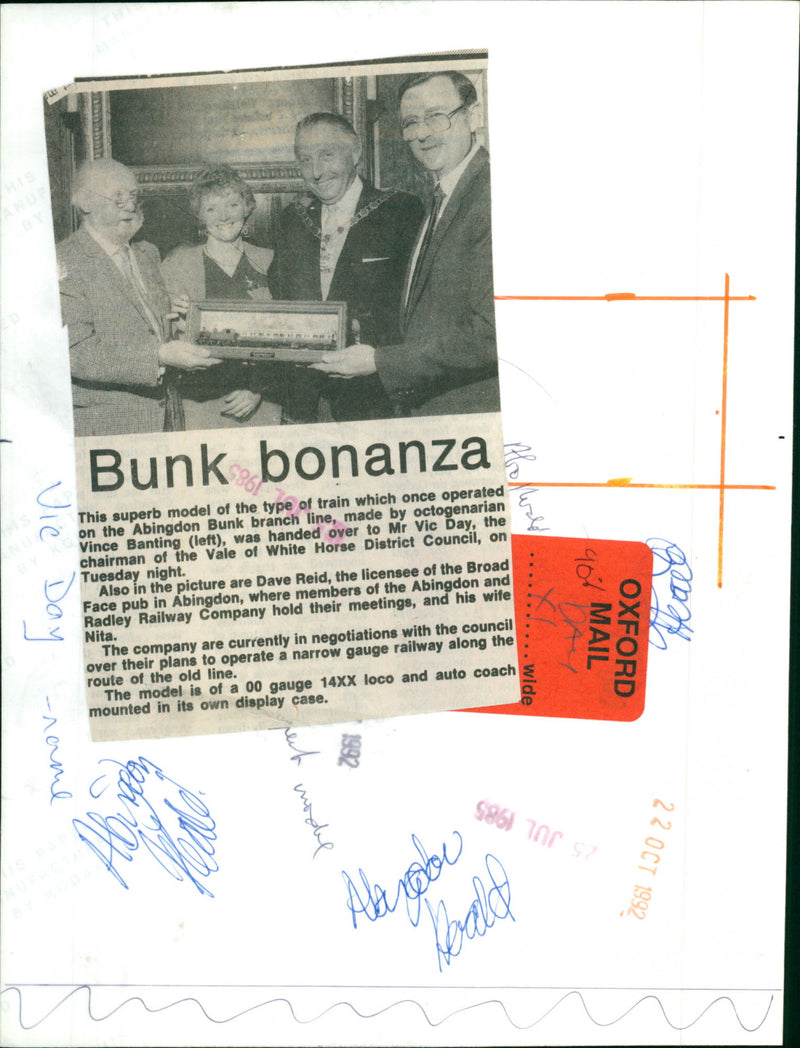 Bunk bonanza
This superb model of the type of train which once operated
on the Abingdon Bunk branch line, made by octogenarian
Vince Banting (left), was handed over to Mr Vic Day, the
chairman of the Vale of White Horse District Council, on
Tuesday night.
Also in the picture are Dave Reid, the licensee of the Broad
Face pub in Abingdon, where members of the Abingdon and
Radley Railway Company hold their meetings, and his wife
Nita.
The company are currently in negotiations with the council
over their plans to operate a narrow gauge railway along the
route of the old line.
The model is of a 00 gauge 14XX loco and auto coach
mounted in its own display case.
OXFORD
MAIL
wide
Vic Day
Herald
Abingdon
Herald
1992
25 JUL 1985
22 OCT 1992
Abingdon
Herald